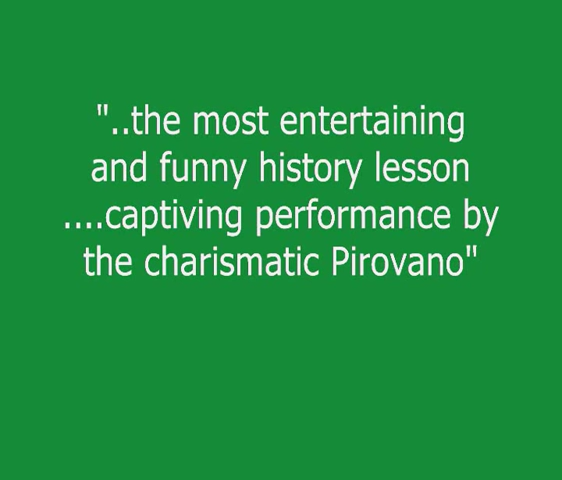 "..the most entertaining
and funny history lesson
....captiving performance by
the charismatic Pirovano"